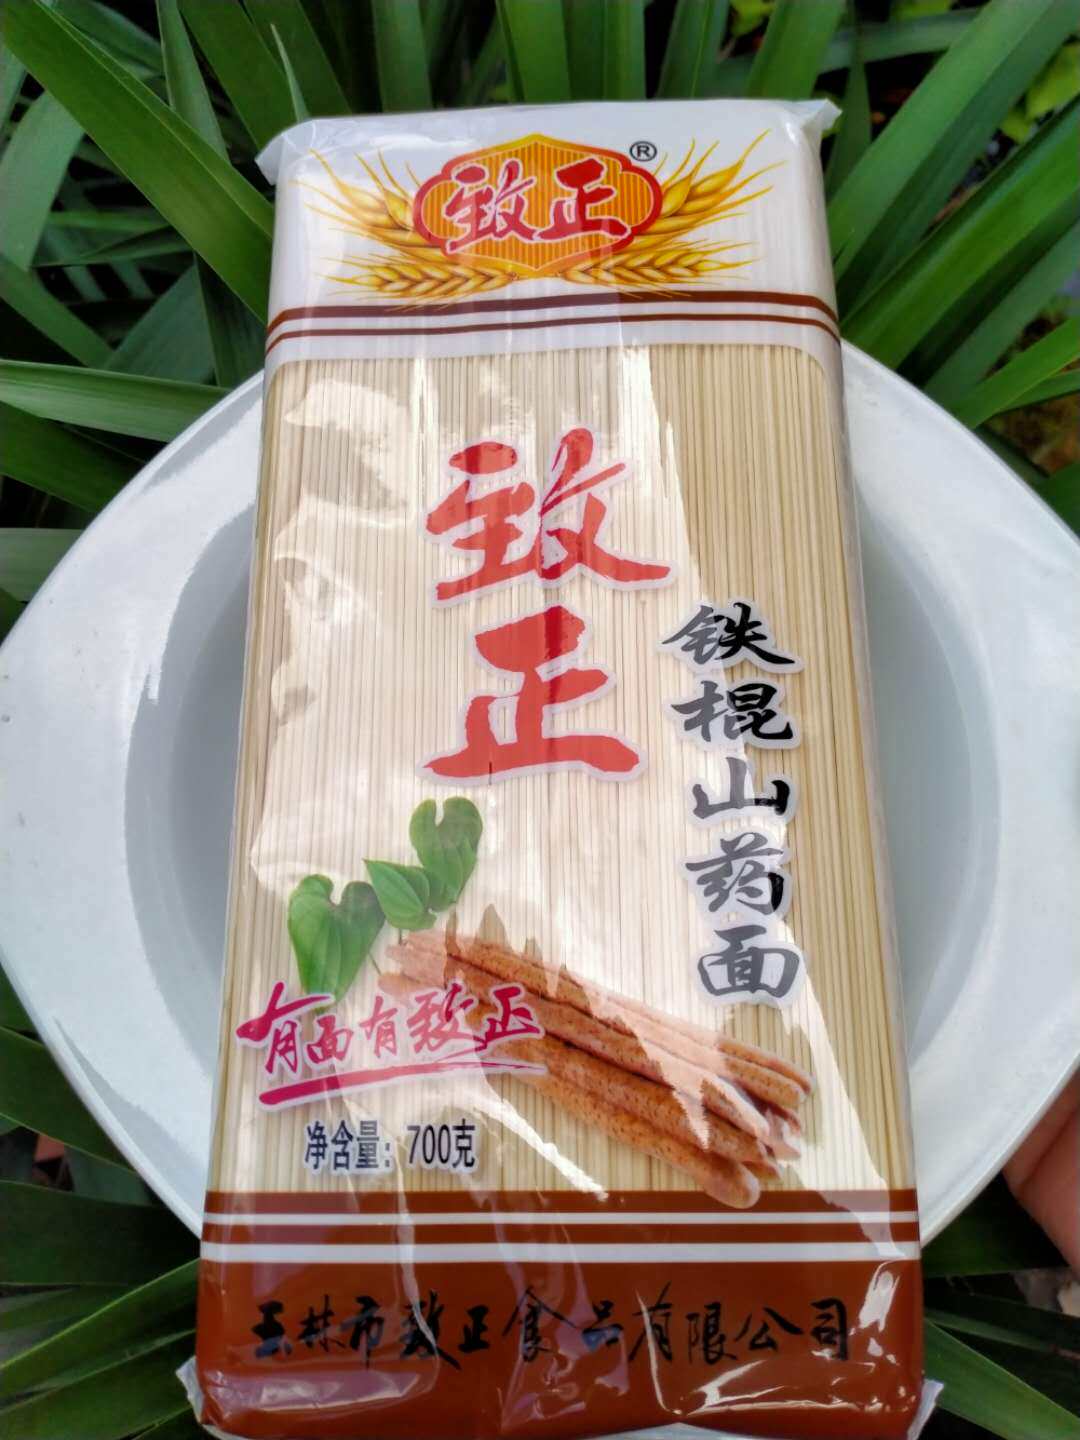 致正®
致正
铁棍山药面
有面有致正
净含量：700克
玉林市致正食品有限公司